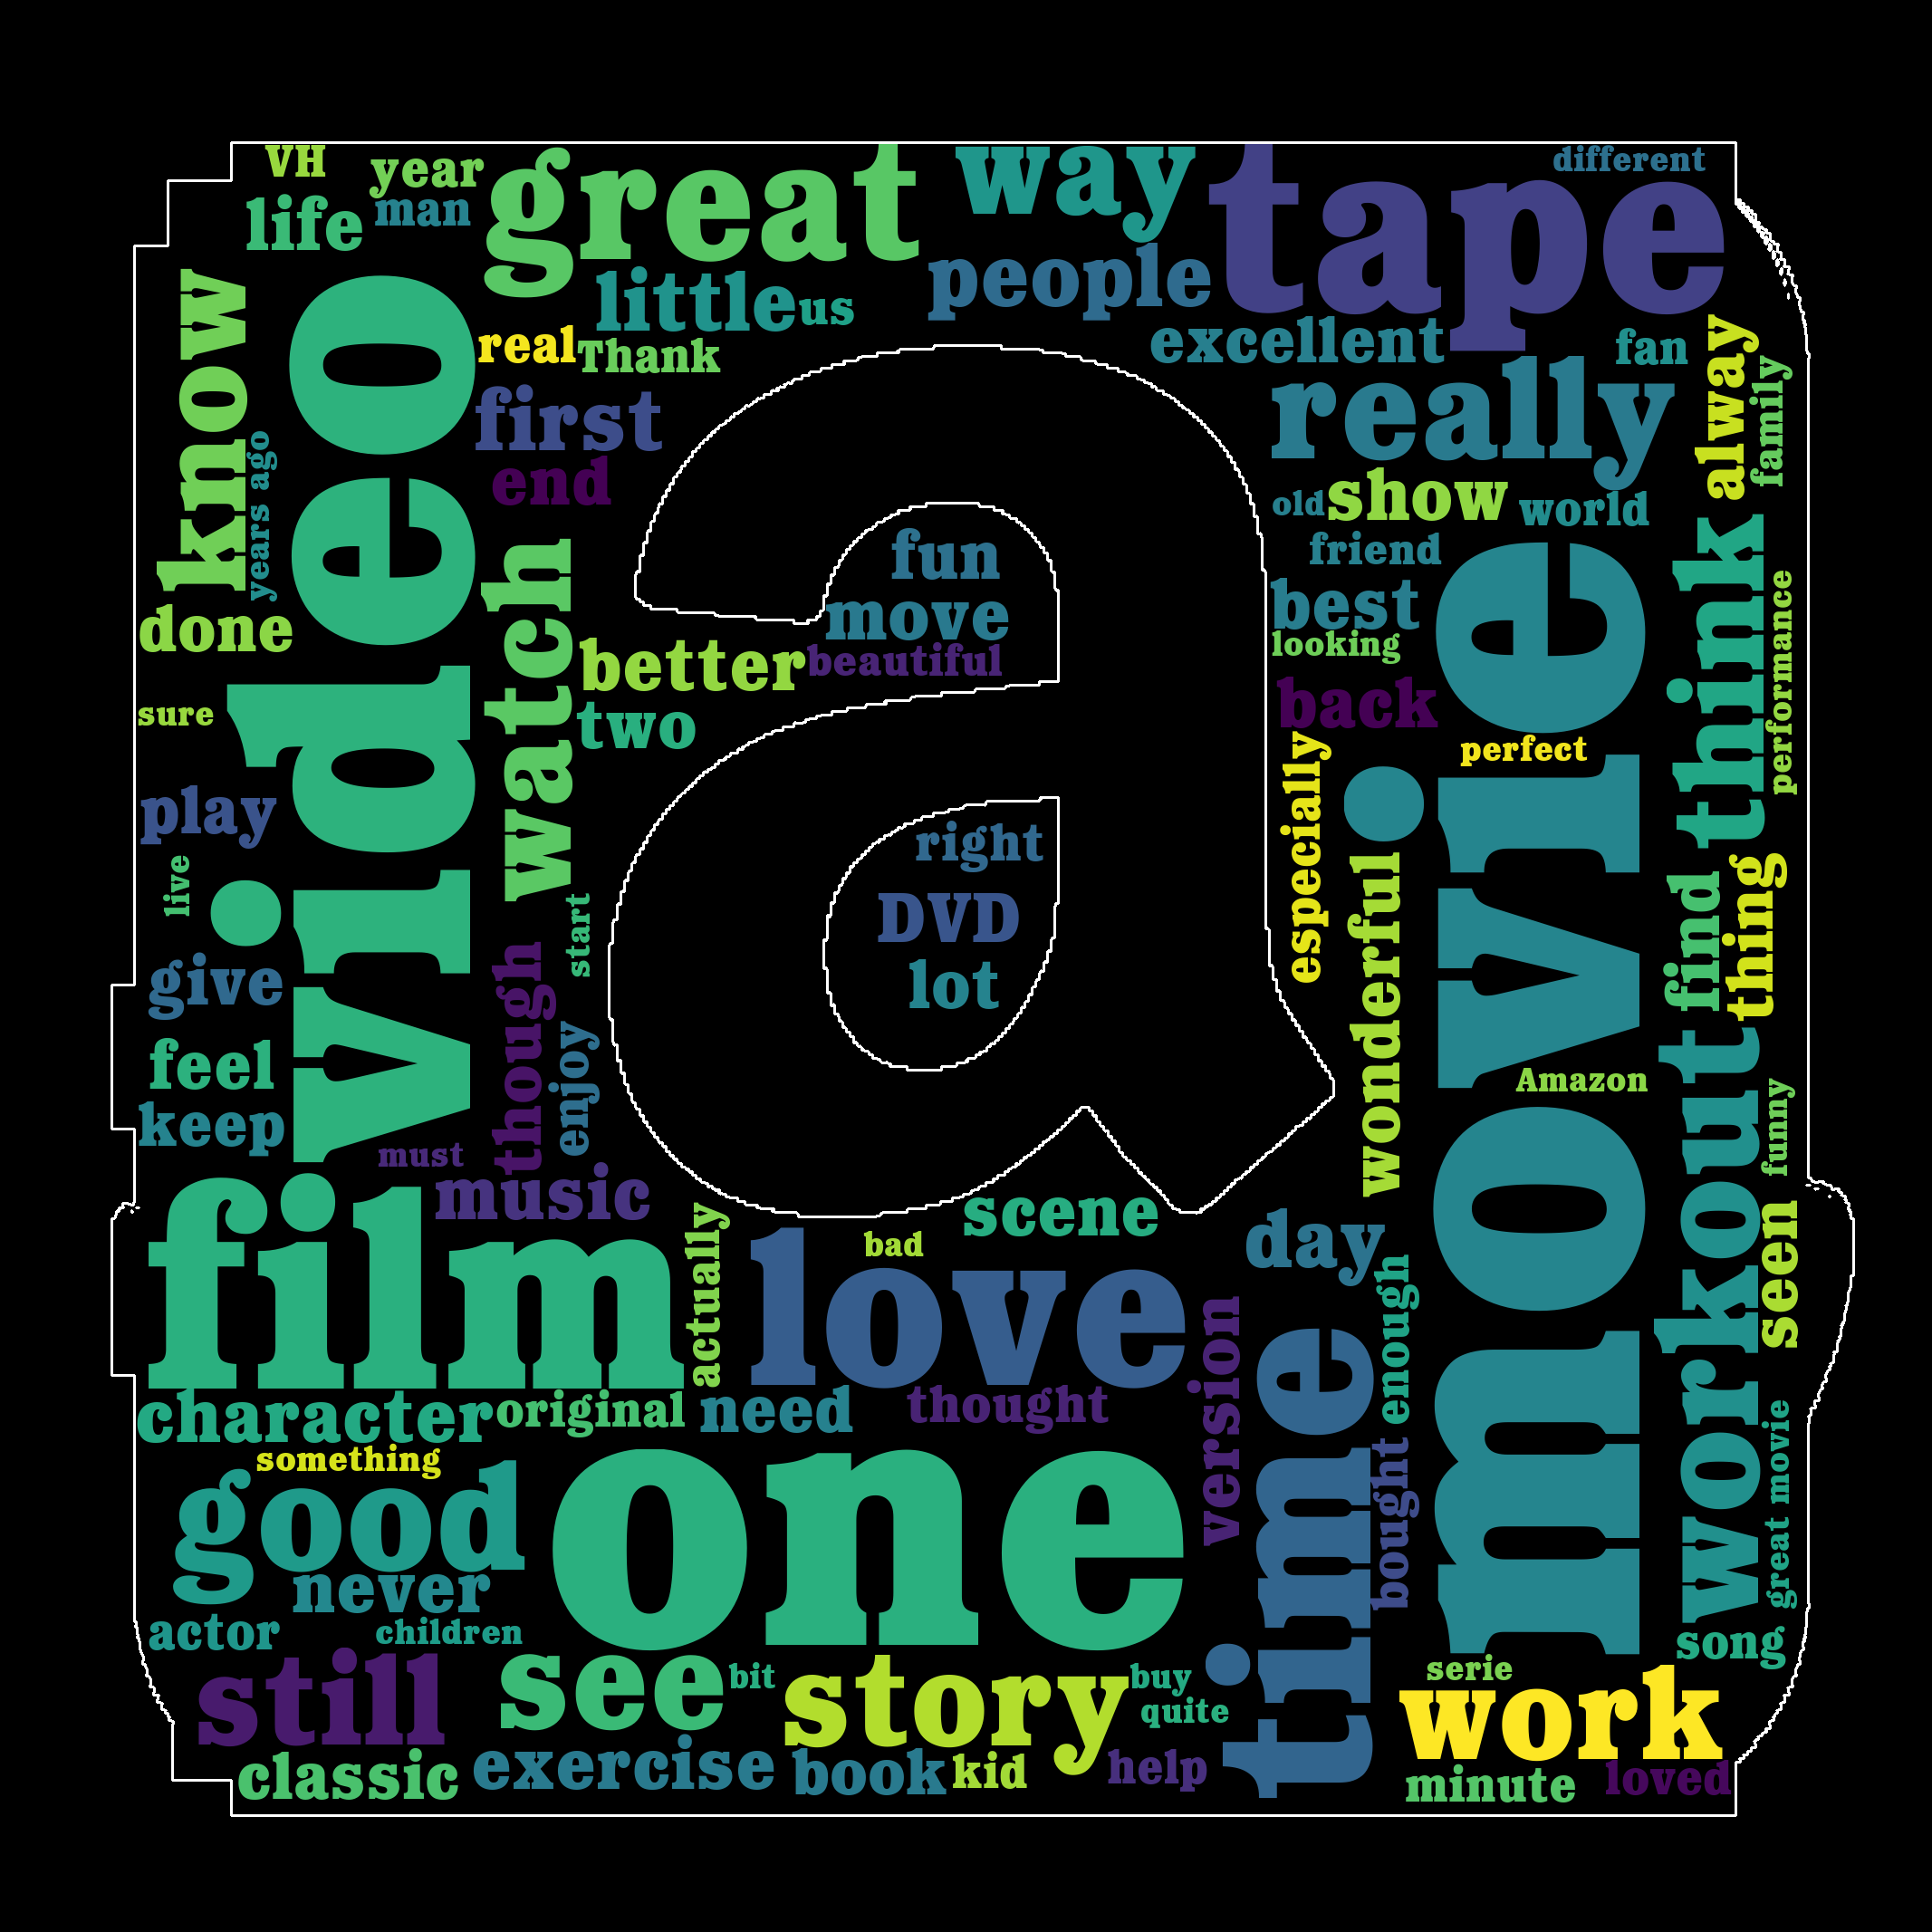 VH
year
great
way
tape
different
life
man
people
know
video
little
us
real
Thank
excellent
really
fan
alway
family
first
end
years ago
old
show
world
watch
fun
friend
think
done
move
best
performance
better
beautiful
looking
two
back
sure
perfect
movie
especially
play
right
live
start
DVD
wonderful
find
thing
give
lot
though
enjoy
feel
keep
Amazon
workout
funny
must
music
film
scene
actually
bad
love
day
enough
seen
character
original
need
thought
version
time
bought
great movie
something
good
one
never
actor
children
song
still
see
bit
story
buy
quite
serie
work
classic
exercise
book
kid
help
minute
loved
a